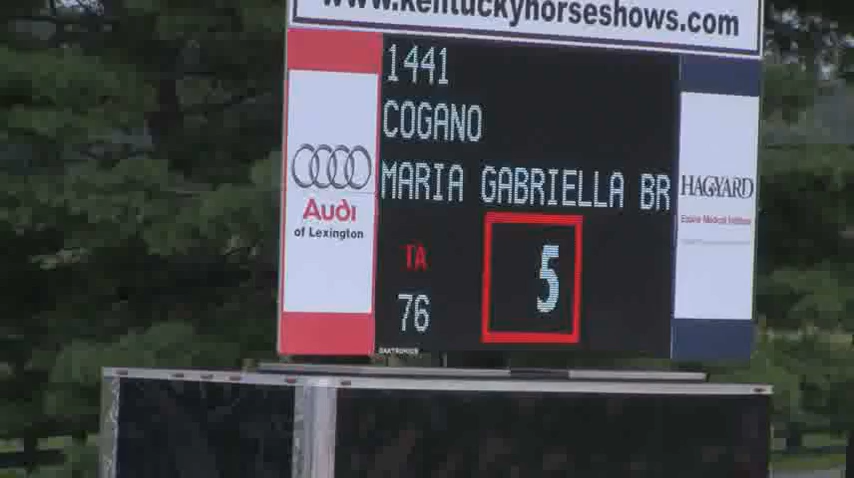 www.kentuckyhorseshows.com
1441
COGANO
MARIA GABRIELLA BR
TA
76
5
Audi
of Lexington
HAGYARD
Equine Medical Institute
DAKTRONICS